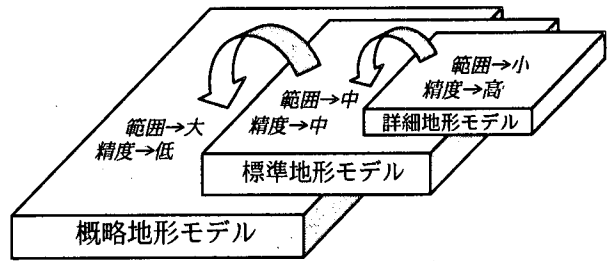 範囲→小
精度→高
詳細地形モデル
範囲→中
精度→中
標準地形モデル
範囲→大
精度→低
概略地形モデル